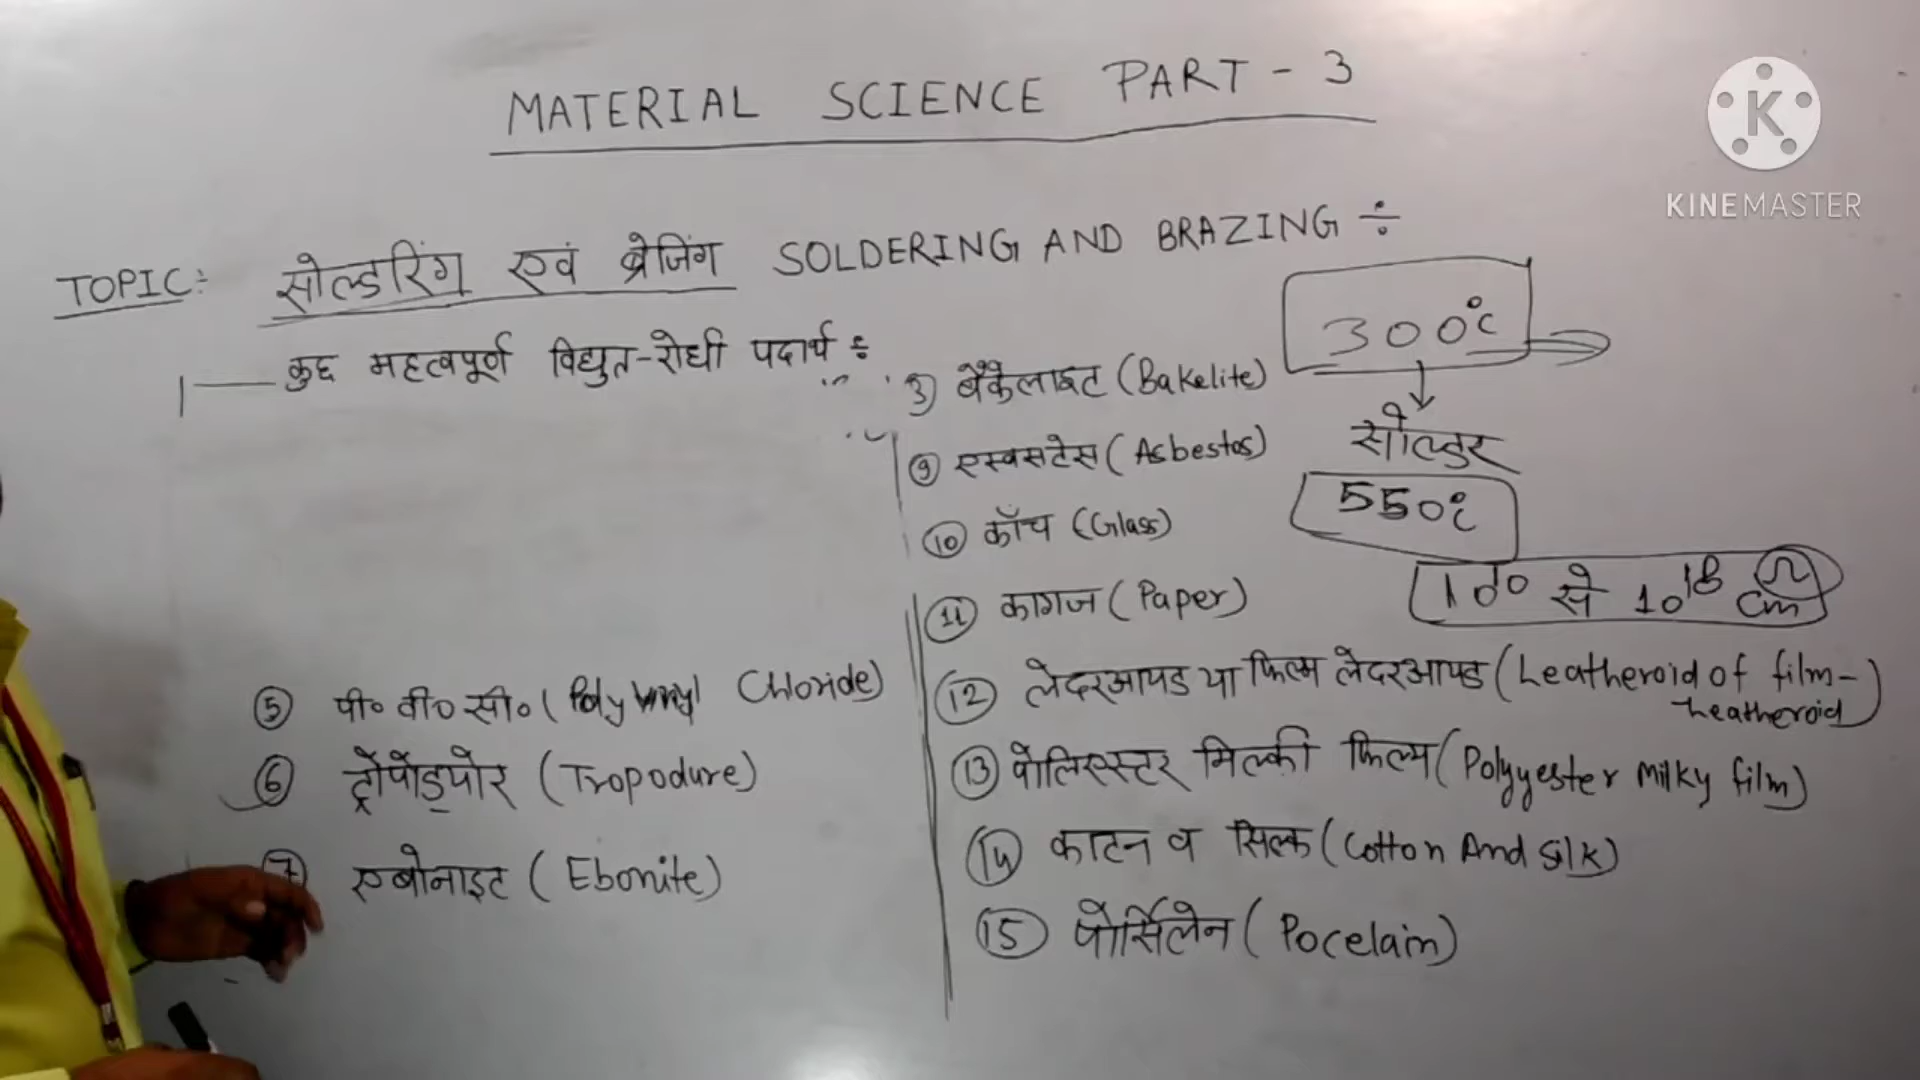 MATERIAL SCIENCE PART - 3
TOPIC:- सोल्डरिंग एवं ब्रेजिंग SOLDERING AND BRAZING ÷
कुछ महत्वपूर्ण विद्युत-रोधी पदार्थ ÷
⑤ पी० वी० सी० ( Poly Vinyl Chloride)
⑥ ट्रोपोड्योर (Tropodure)
⑦ एबोनाइट ( Ebonite)
3) बैकेलाइट (Bakelite)
⑨ एस्बसटेस (Asbestos)
⑩ काँच (Glass)
⑪ कागज (Paper)
⑫ लेदरआयड या फिल्म लेदरआयड (Leatheroid of film-
Leatheroid)
⑬ पोलिएस्टर मिल्की फिल्म (Polyyester Milky film)
⑭ काटन व सिल्क (Cotton And Silk)
⑮ पोर्सिलेन ( Pocelain)
300°C
सोल्डर
550°C
10¹⁰ से 10¹⁸ Ω cm
K
KINEMASTER